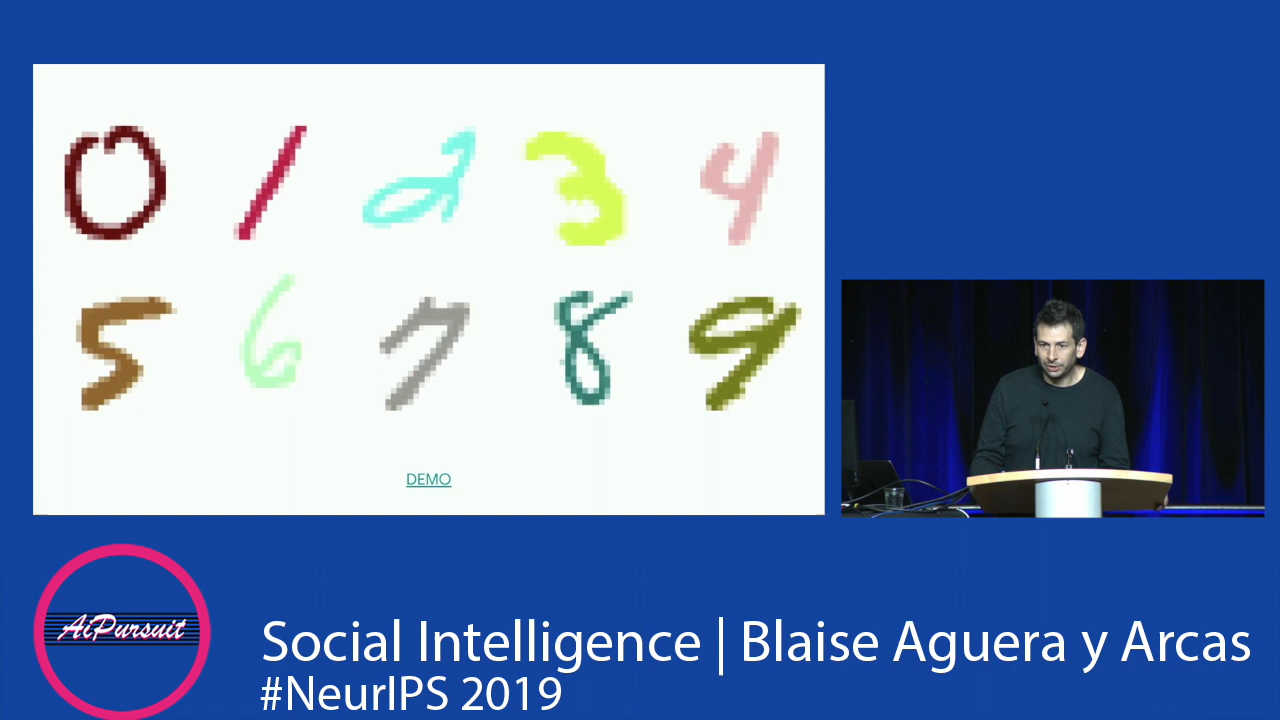 0 1 2 3 4
5 6 7 8 9
DEMO
AiPursuit
Social Intelligence | Blaise Aguera y Arcas
#NeurIPS 2019